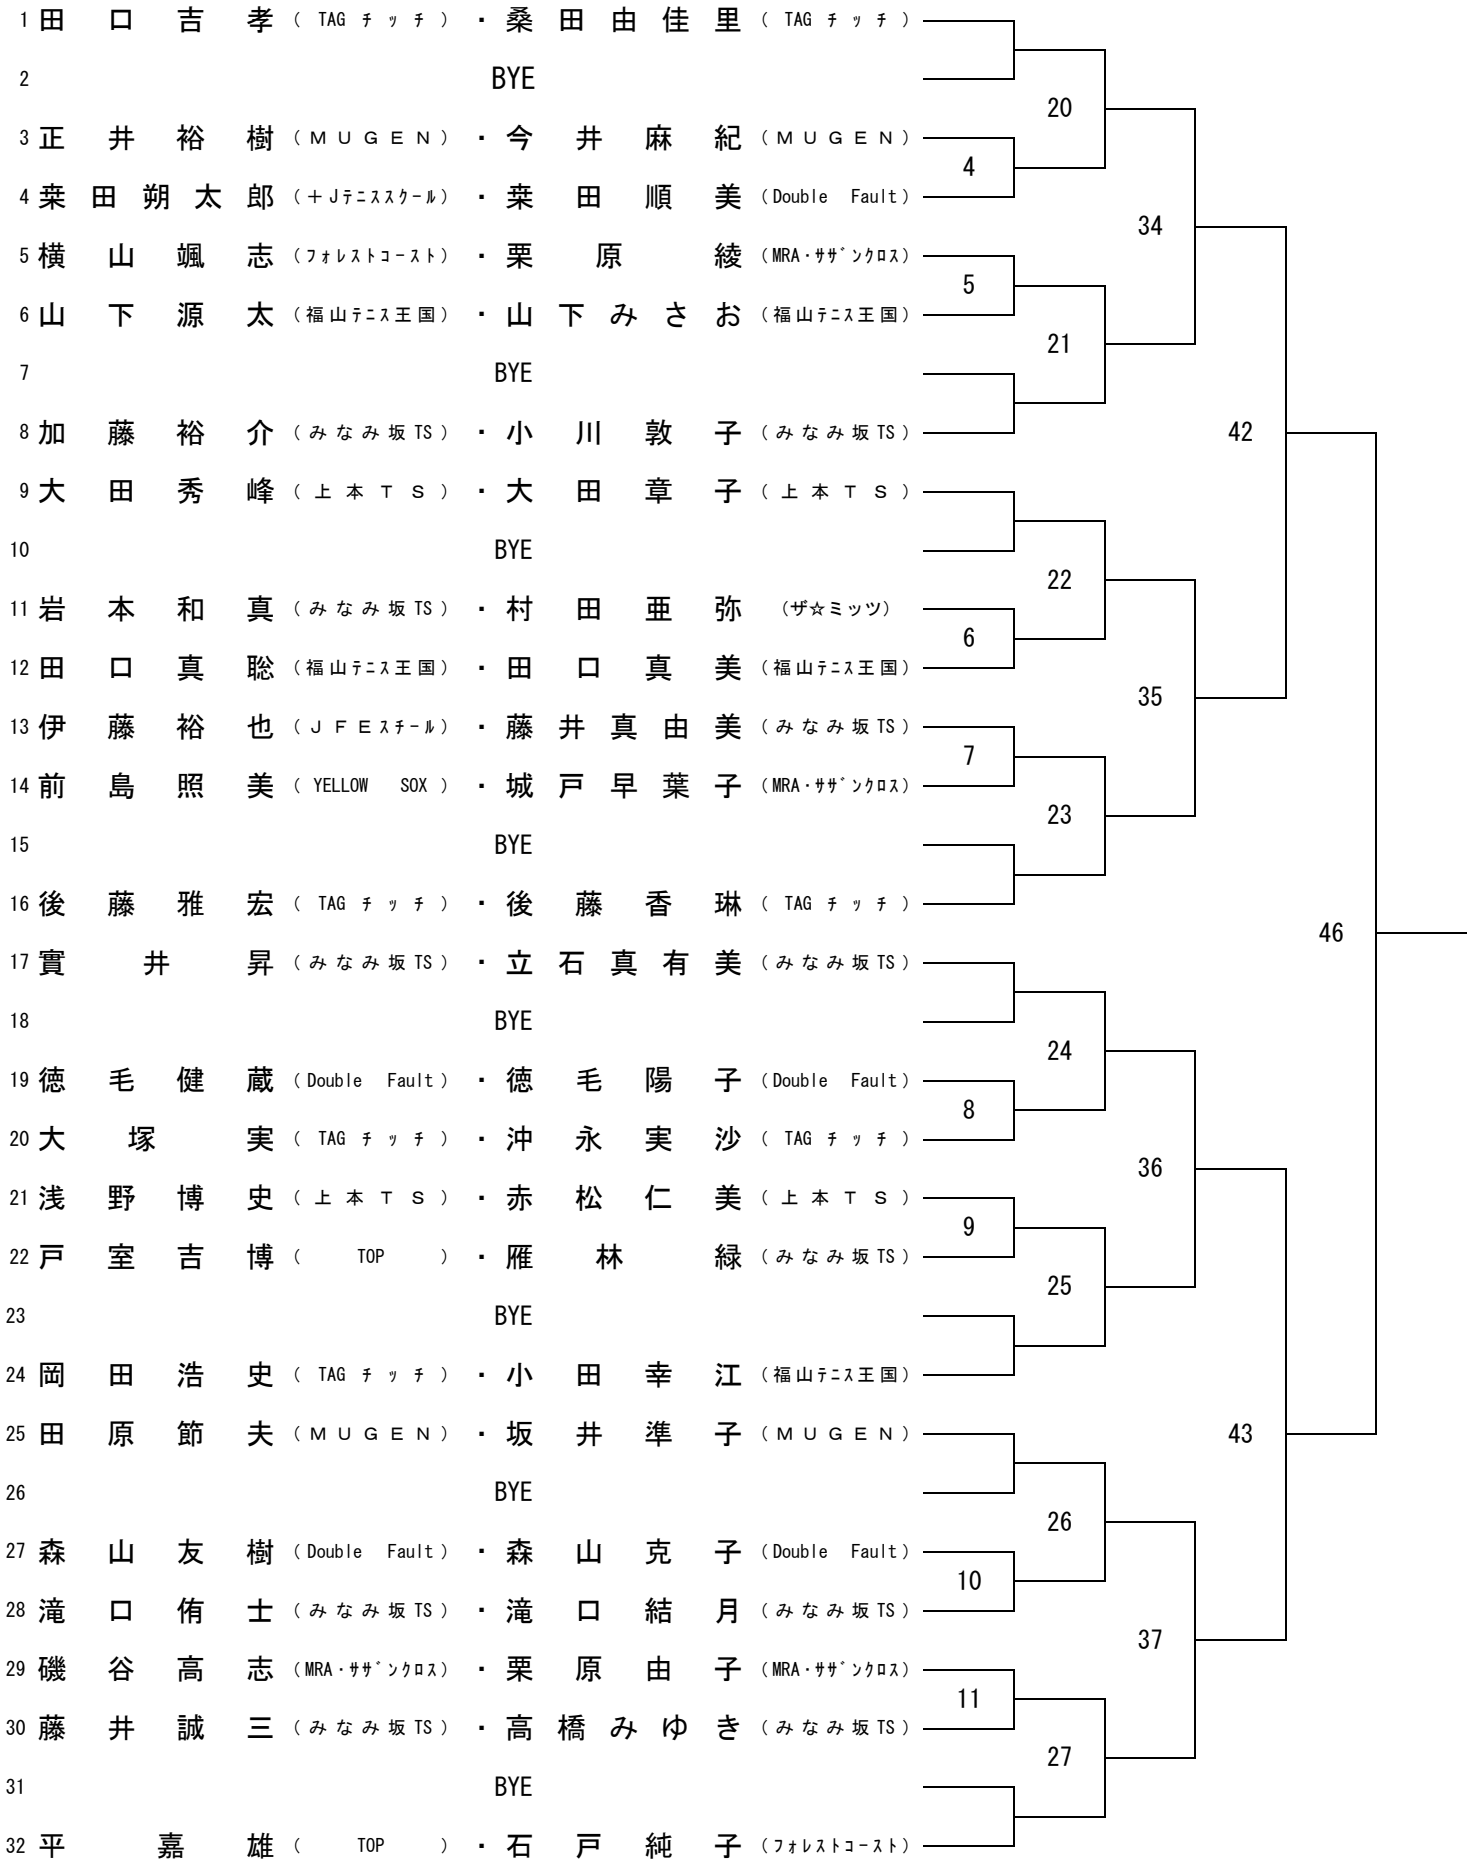 1 田口吉孝 (TAGチッチ) ・ 桑田由佳里 (TAGチッチ)
2 BYE
20
3 正井裕樹 (MUGEN) ・ 今井麻紀 (MUGEN)
4
4 桒田朔太郎 (+Jテニススクール) ・ 桒田順美 (Double Fault)
34
5 横山颯志 (フォレストコースト) ・ 栗原綾 (MRA・サザンクロス)
5
6 山下源太 (福山テニス王国) ・ 山下みさお (福山テニス王国)
21
7 BYE
8 加藤裕介 (みなみ坂TS) ・ 小川敦子 (みなみ坂TS)
42
9 大田秀峰 (上本TS) ・ 大田章子 (上本TS)
10 BYE
22
11 岩本和真 (みなみ坂TS) ・ 村田亜弥 (ザ☆ミッツ)
6
12 田口真聡 (福山テニス王国) ・ 田口真美 (福山テニス王国)
35
13 伊藤裕也 (JFEスチール) ・ 藤井真由美 (みなみ坂TS)
7
14 前島照美 (YELLOW SOX) ・ 城戸早葉子 (MRA・サザンクロス)
23
15 BYE
16 後藤雅宏 (TAGチッチ) ・ 後藤香琳 (TAGチッチ)
46
17 實井昇 (みなみ坂TS) ・ 立石真有美 (みなみ坂TS)
18 BYE
24
19 徳毛健蔵 (Double Fault) ・ 徳毛陽子 (Double Fault)
8
20 大塚実 (TAGチッチ) ・ 沖永実沙 (TAGチッチ)
36
21 浅野博史 (上本TS) ・ 赤松仁美 (上本TS)
9
22 戸室吉博 (TOP) ・ 雁林緑 (みなみ坂TS)
25
23 BYE
24 岡田浩史 (TAGチッチ) ・ 小田幸江 (福山テニス王国)
25 田原節夫 (MUGEN) ・ 坂井準子 (MUGEN)
43
26 BYE
26
27 森山友樹 (Double Fault) ・ 森山克子 (Double Fault)
10
28 滝口侑士 (みなみ坂TS) ・ 滝口結月 (みなみ坂TS)
37
29 磯谷高志 (MRA・サザンクロス) ・ 栗原由子 (MRA・サザンクロス)
11
30 藤井誠三 (みなみ坂TS) ・ 高橋みゆき (みなみ坂TS)
27
31 BYE
32 平嘉雄 (TOP) ・ 石戸純子 (フォレストコースト)